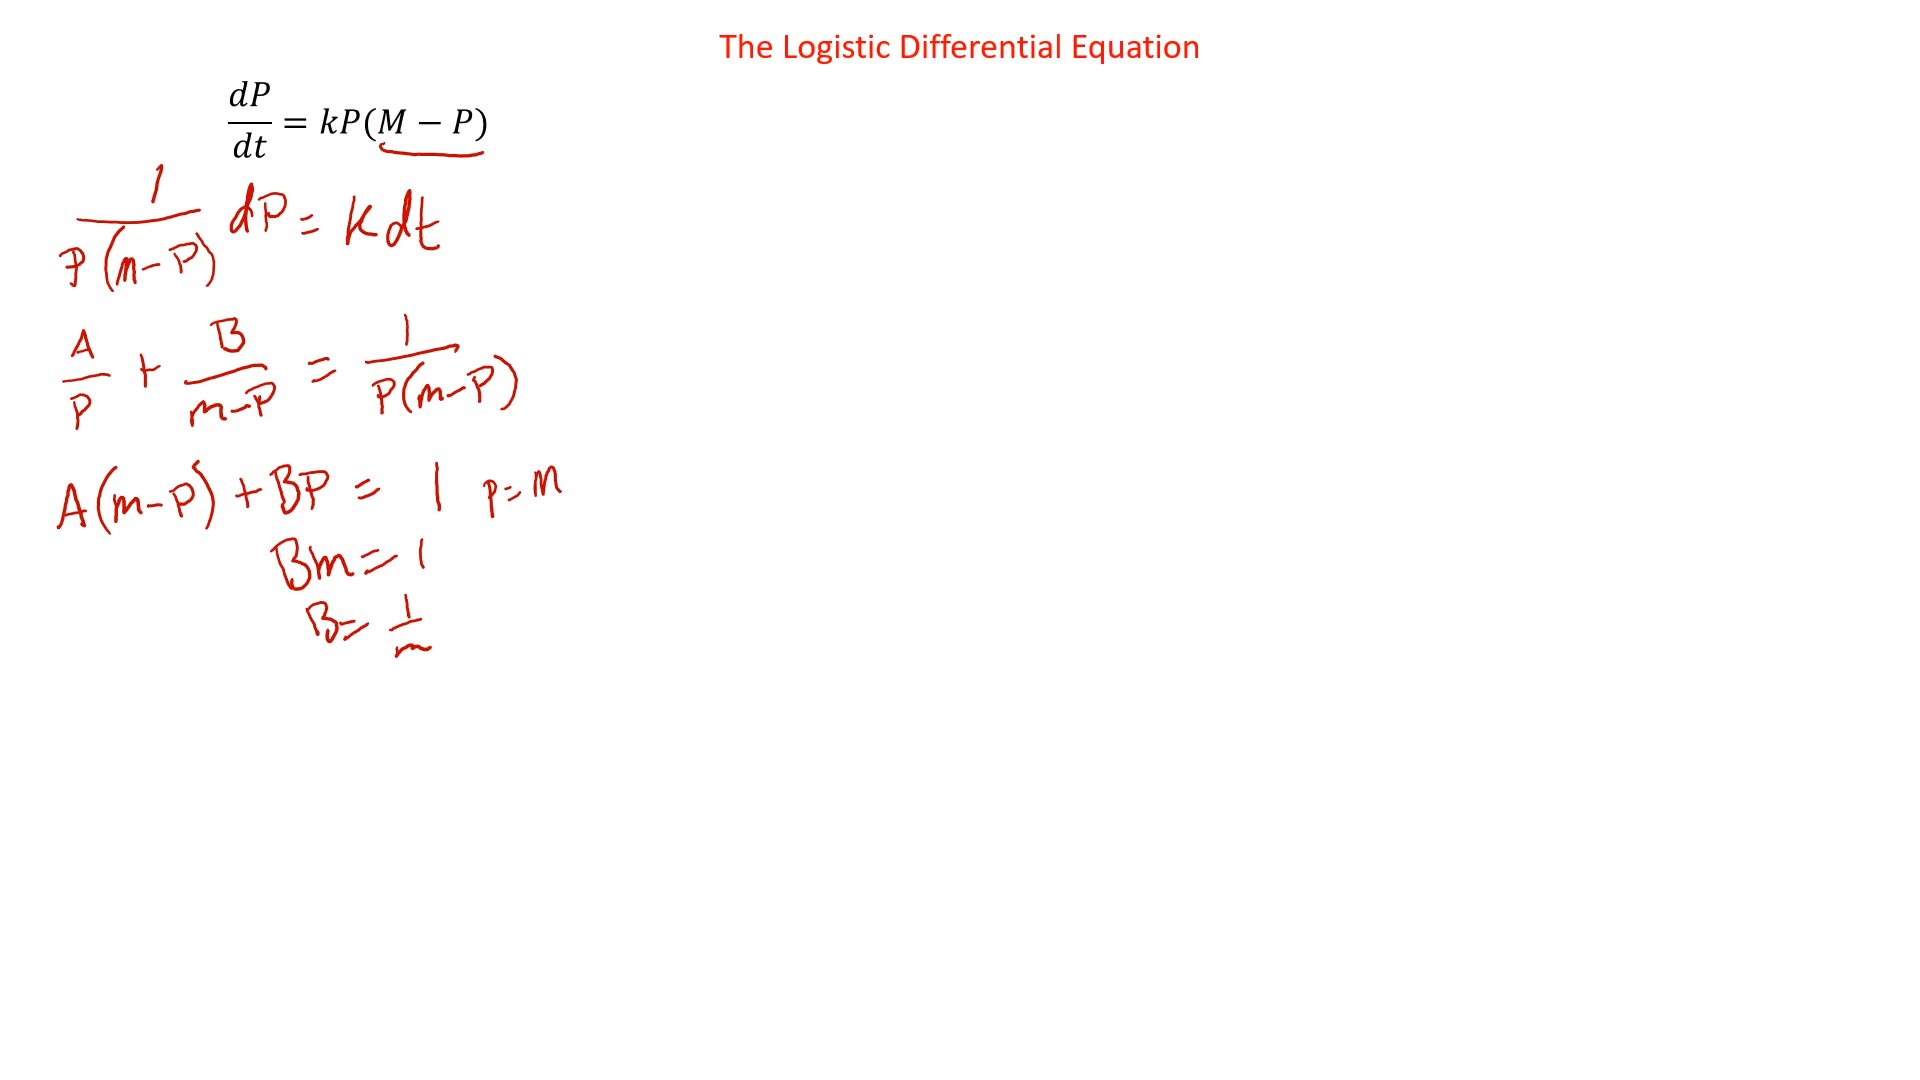 The Logistic Differential Equation
dP/dt = kP(M − P)
1/P(m−P) dP = k dt
A/P + B/m−P = 1/P(m−P)
A(m−P) + BP = 1 p=m
Bm = 1
B = 1/m